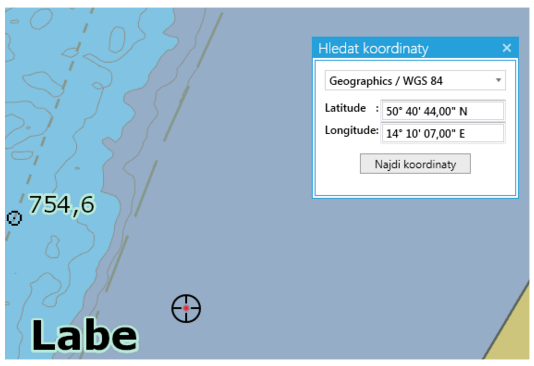 Hledat koordinaty
Geographics / WGS 84
Latitude : 50° 40' 44,00" N
Longitude: 14° 10' 07,00" E
Najdi koordinaty
754,6
Labe